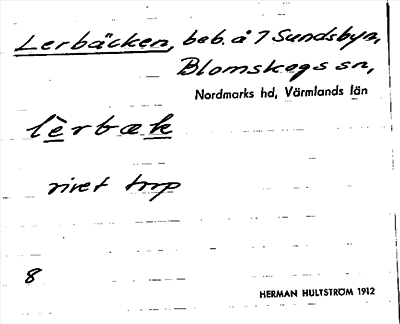 Lerbäcken, beb. å 7 Sundsbyn,
Blomskogs sn,
Nordmarks hd, Värmlands län
lèrbæk
rivet torp
8
HERMAN HULTSTRÖM 1912